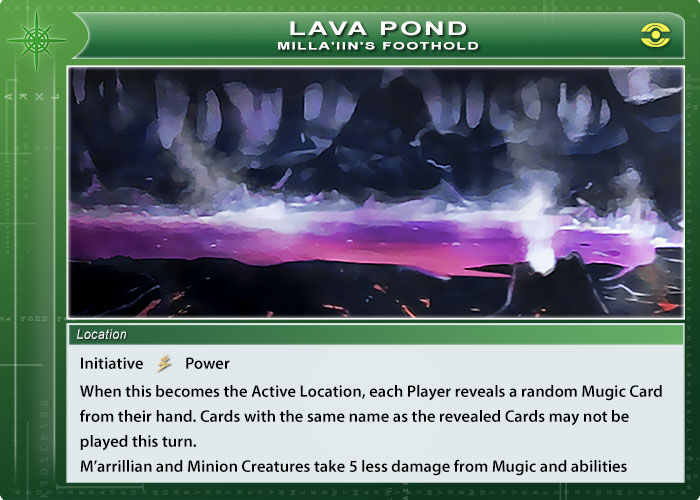 LAVA POND
MILLA'IIN'S FOOTHOLD
Location
Initiative Power
When this becomes the Active Location, each Player reveals a random Mugic Card
from their hand. Cards with the same name as the revealed Cards may not be
played this turn.
M'arrillian and Minion Creatures take 5 less damage from Mugic and abilities